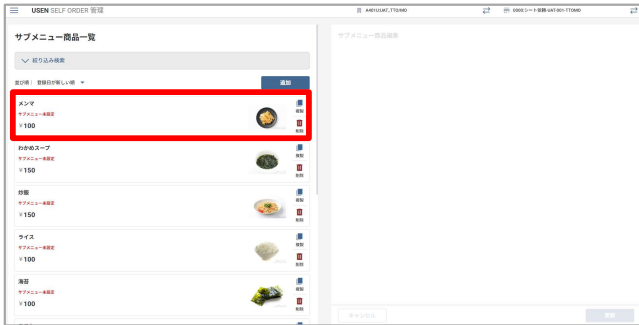 USEN SELF ORDER 管理
サブメニュー商品一覧
絞り込み検索
並び順： 登録日が新しい順
追加
メンマ
サブメニュー未設定
¥100
複製
削除
わかめスープ
サブメニュー未設定
¥150
複製
削除
炒飯
サブメニュー未設定
¥150
複製
削除
ライス
サブメニュー未設定
¥100
複製
削除
海苔
サブメニュー未設定
¥100
複製
削除
サブメニュー商品編集
キャンセル
更新